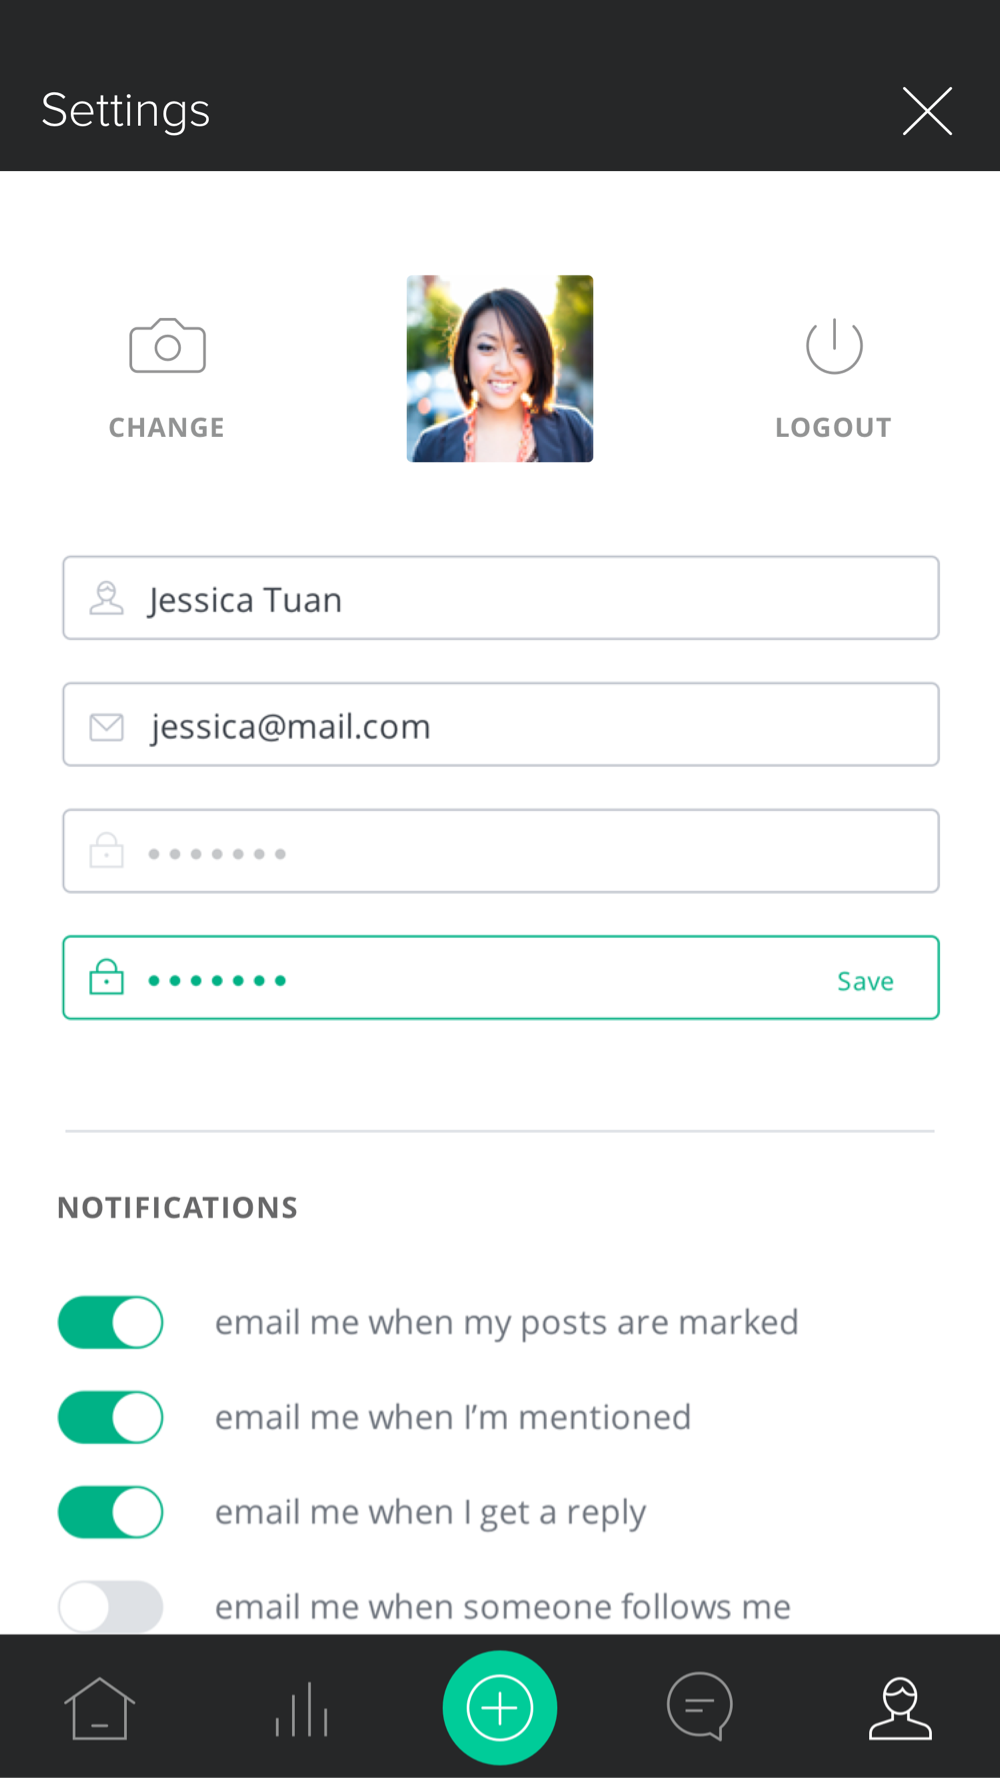 Settings
CHANGE
LOGOUT
Jessica Tuan
jessica@mail.com
•••••••
•••••••
Save
NOTIFICATIONS
email me when my posts are marked
email me when I’m mentioned
email me when I get a reply
email me when someone follows me